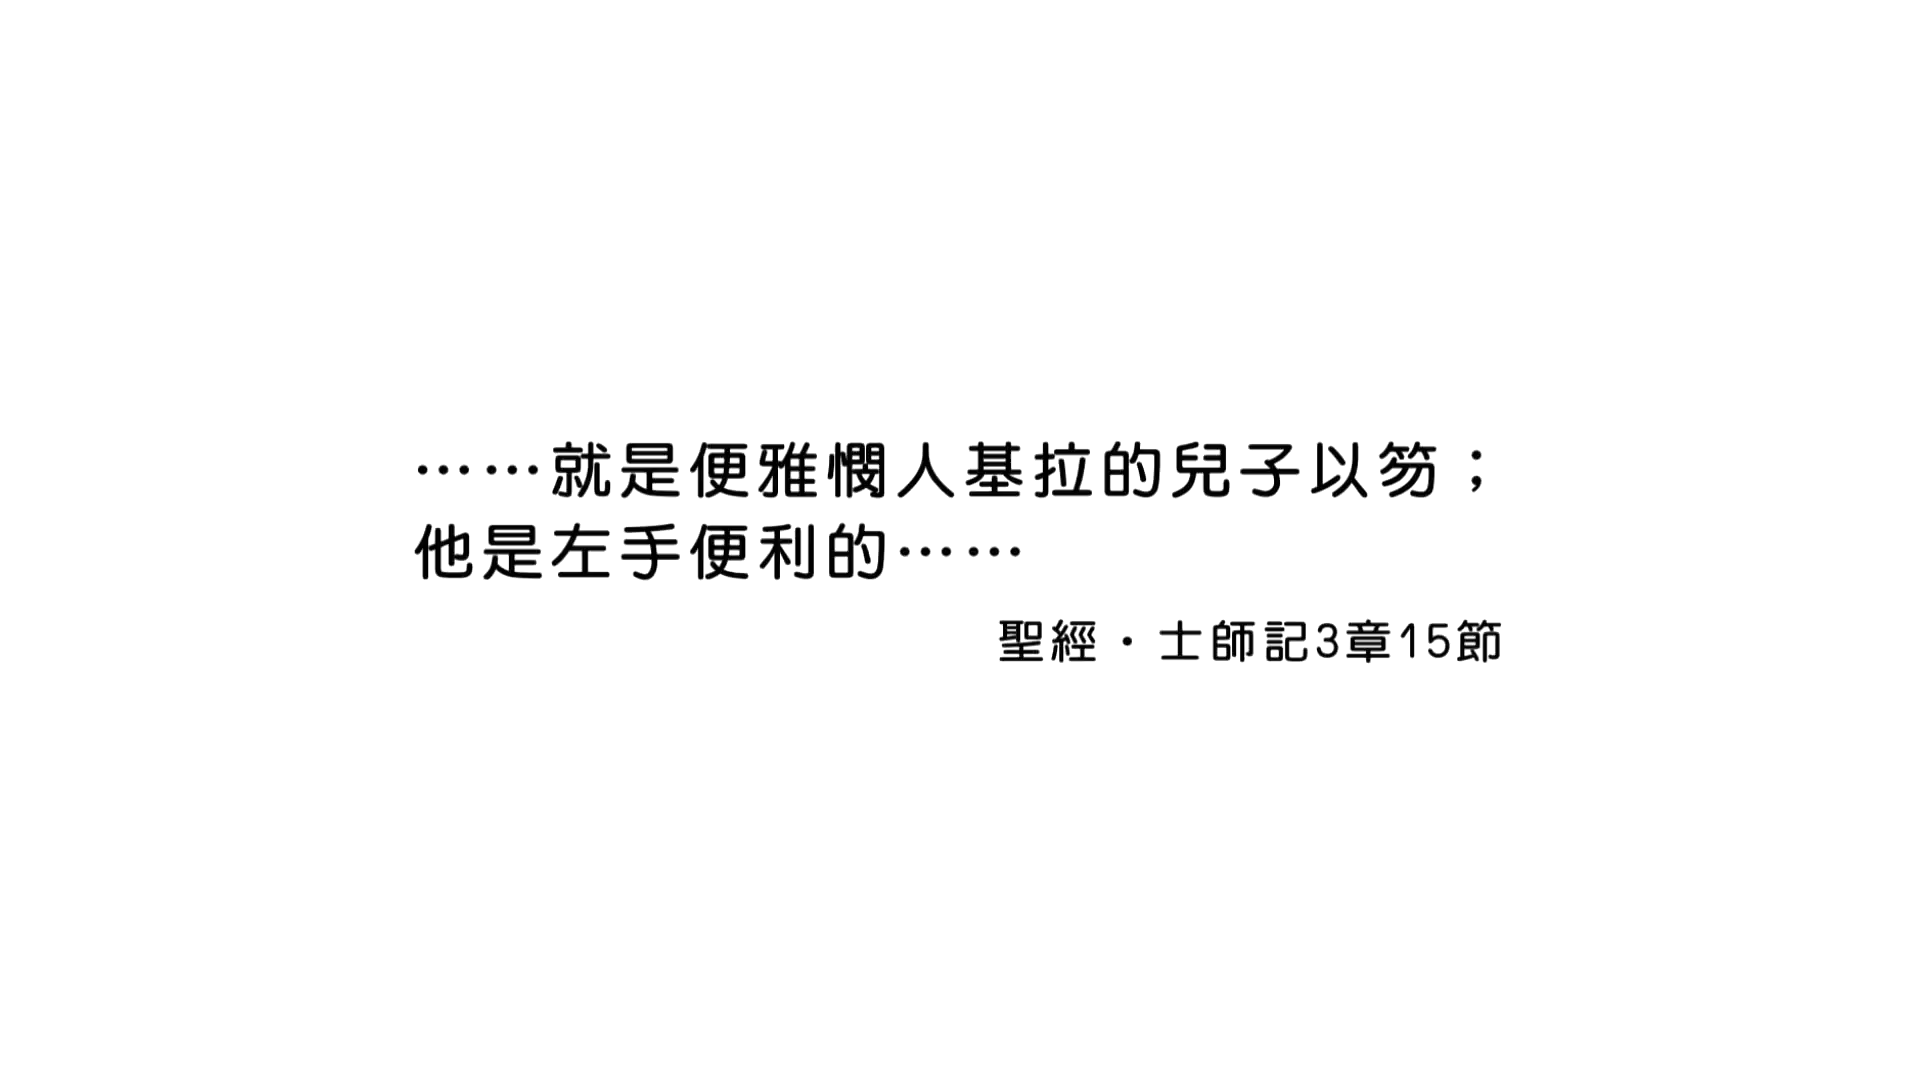 ……就是便雅憫人基拉的兒子以笏；
他是左手便利的……
聖經・士師記3章15節